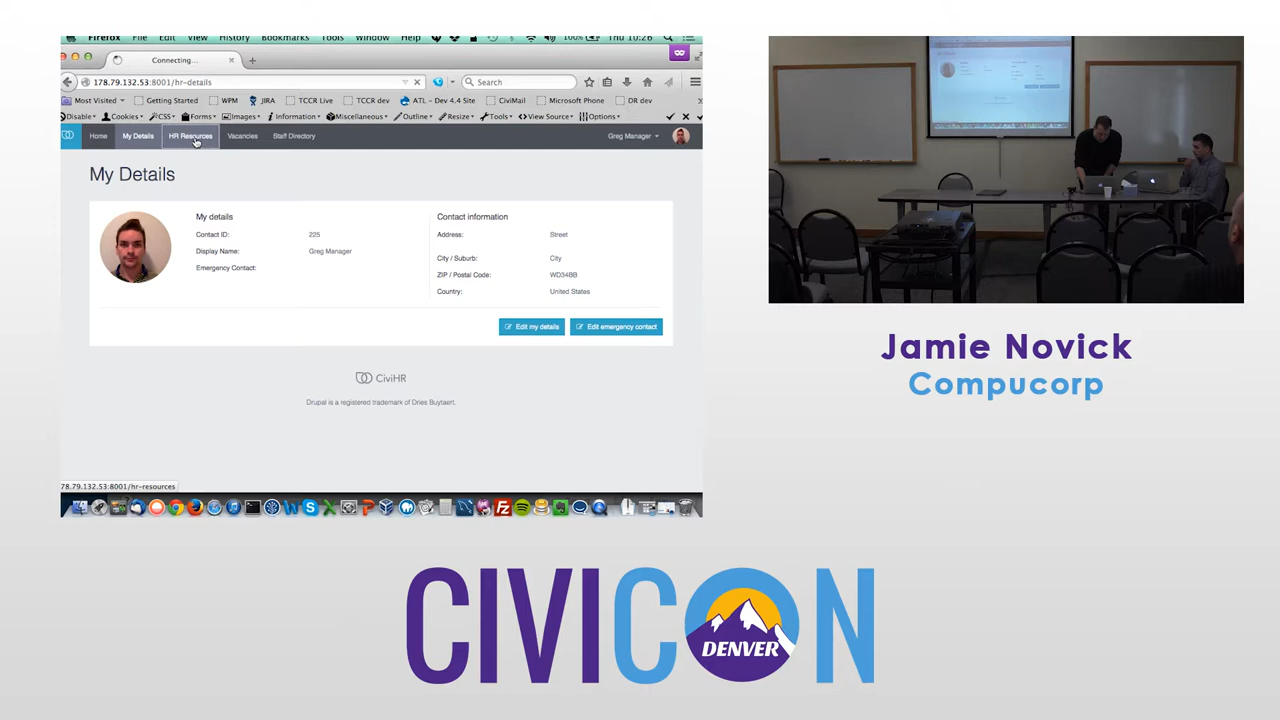 Firefox File Edit View History Bookmarks Tools Window Help 100% Thu 10:26
Connecting...
178.79.132.53:8001/hr-details
Search
Most Visited Getting Started WPM JIRA TCCR Live TCCR dev ATL - Dev 4.4 Site CiviMail Microsoft Phone DR dev
Disable Cookies CSS Forms Images Information Miscellaneous Outline Resize Tools View Source Options
Home My Details HR Resources Vacancies Staff Directory Greg Manager
My Details
My details
Contact ID: 225
Display Name: Greg Manager
Emergency Contact:
Contact information
Address: Street
City / Suburb: City
ZIP / Postal Code: WD34BB
Country: United States
Edit my details Edit emergency contact
CiviHR
Drupal is a registered trademark of Dries Buytaert.
78.79.132.53:8001/hr-resources
Jamie Novick
Compucorp
CIVICON
DENVER